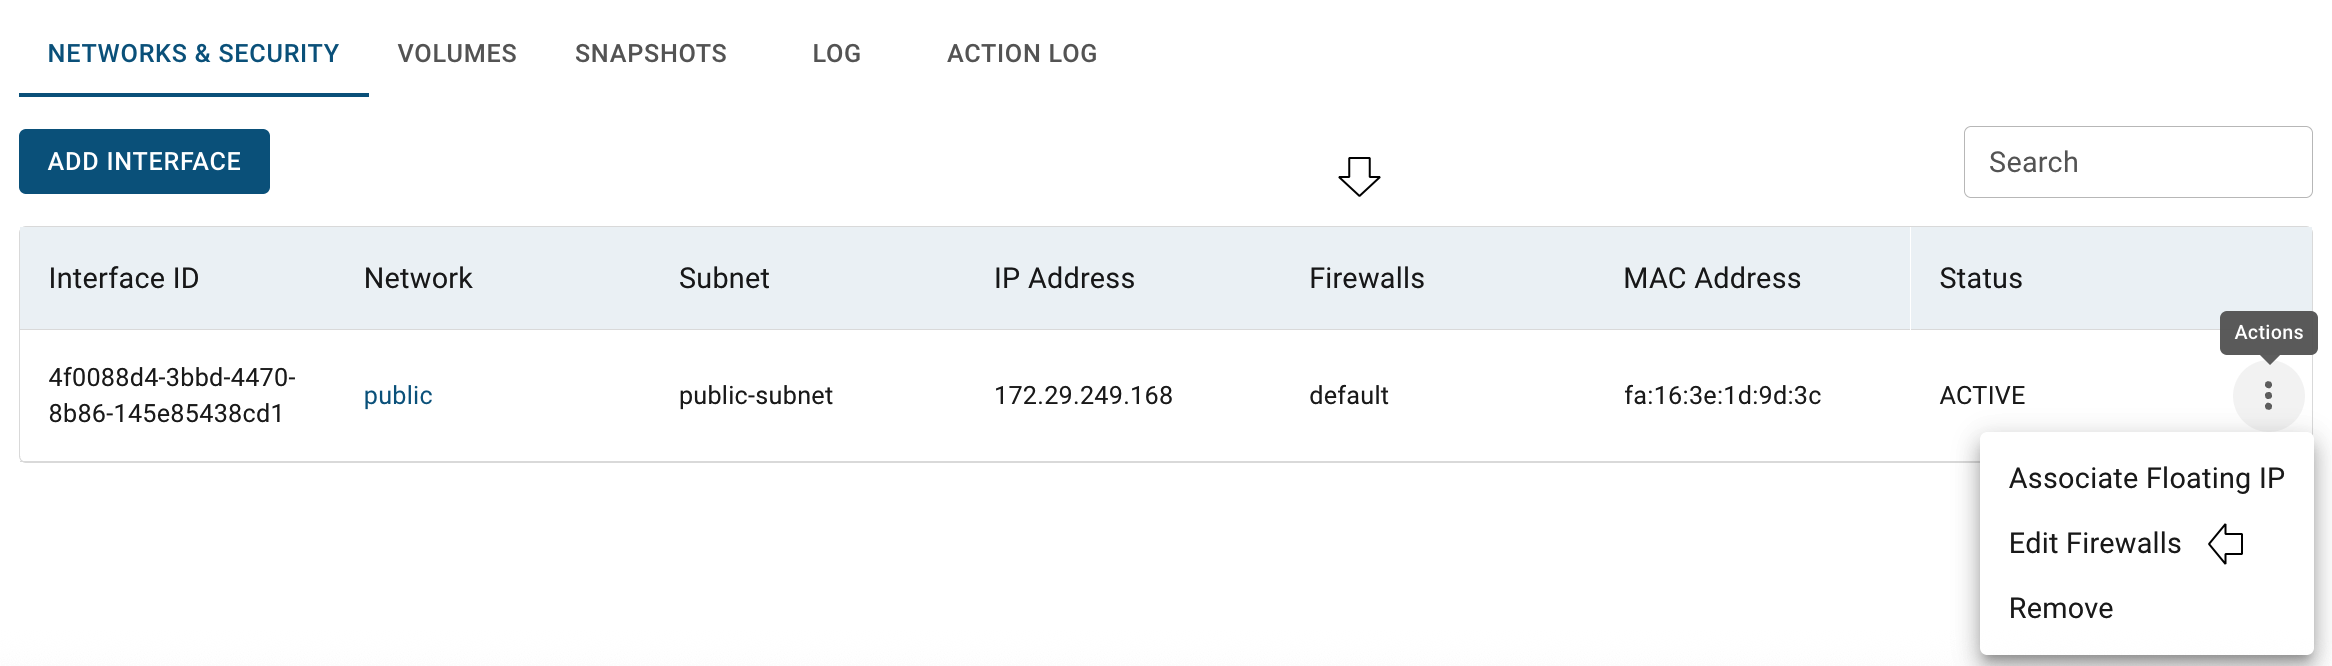 NETWORKS & SECURITY VOLUMES SNAPSHOTS LOG ACTION LOG
ADD INTERFACE Search
Interface ID Network Subnet IP Address Firewalls MAC Address Status
Actions
4f0088d4-3bbd-4470-
8b86-145e85438cd1 public public-subnet 172.29.249.168 default fa:16:3e:1d:9d:3c ACTIVE
Associate Floating IP
Edit Firewalls
Remove